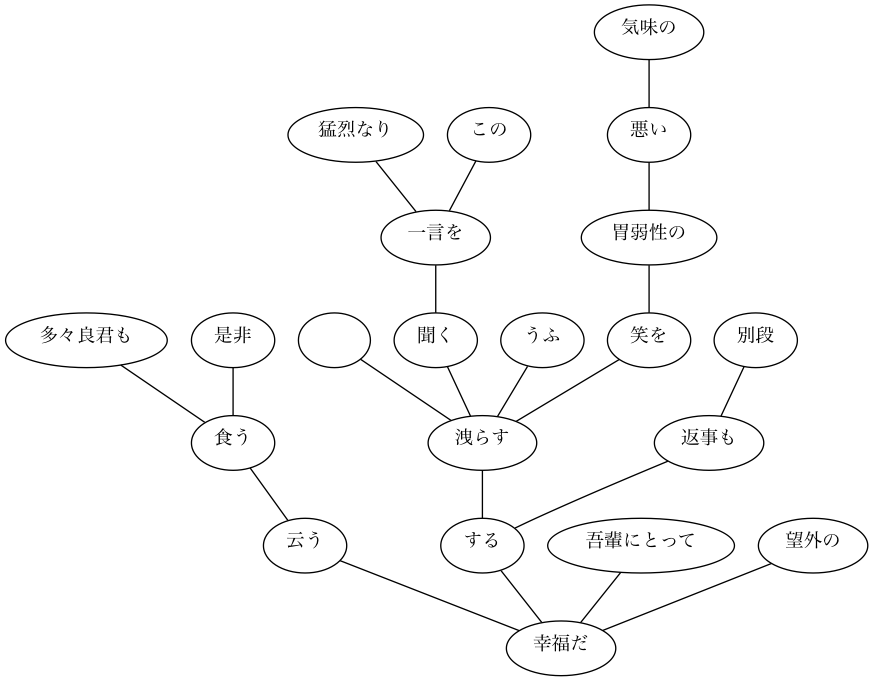 気味の
猛烈なり
この
悪い
一言を
胃弱性の
多々良君も
是非
聞く
うふ
笑を
別段
食う
洩らす
返事も
云う
する
吾輩にとって
望外の
幸福だ